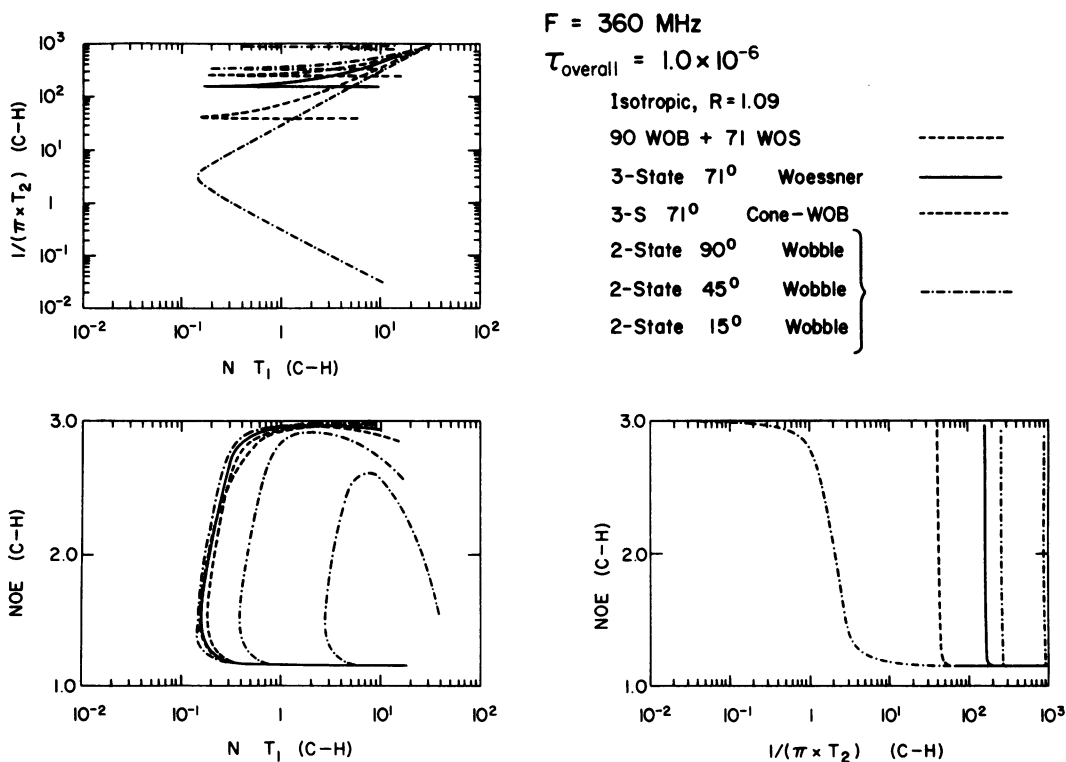 F = 360 MHz
τoverall = 1.0 × 10⁻⁶
Isotropic, R = 1.09
90 WOB + 71 WOS
3-State 71° Woessner
3-S 71° Cone-WOB
2-State 90° Wobble
2-State 45° Wobble
2-State 15° Wobble
1/(π × T₂) (C–H)
10³
10²
10¹
1
10⁻¹
10⁻²
10⁻² 10⁻¹ 1 10¹ 10²
N T₁ (C–H)
NOE (C–H)
3.0
2.0
1.0
10⁻² 10⁻¹ 1 10¹ 10²
N T₁ (C–H)
NOE (C–H)
3.0
2.0
1.0
10⁻² 10⁻¹ 1 10¹ 10² 10³
1/(π × T₂) (C–H)